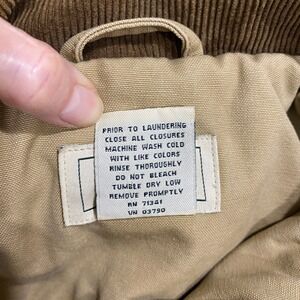 PRIOR TO LAUNDERING
CLOSE ALL CLOSURES
MACHINE WASH COLD
WITH LIKE COLORS
RINSE THOROUGHLY
DO NOT BLEACH
TUMBLE DRY LOW
REMOVE PROMPTLY
RN 71341
VN 03790